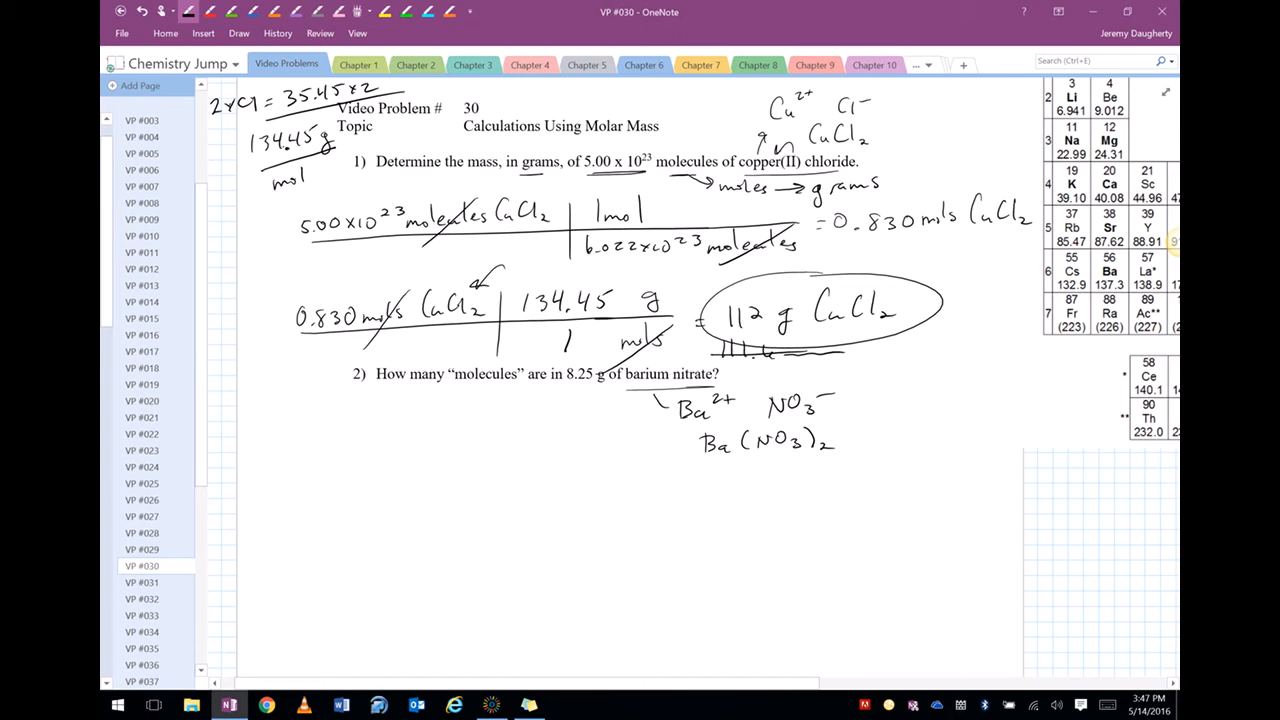 VP #030 - OneNote
Jeremy Daugherty
File Home Insert Draw History Review View
Chemistry Jump Video Problems Chapter 1 Chapter 2 Chapter 3 Chapter 4 Chapter 5 Chapter 6 Chapter 7 Chapter 8 Chapter 9 Chapter 10 ... Search (Ctrl+E)
Add Page
VP #003
VP #004
VP #005
VP #006
VP #007
VP #008
VP #009
VP #010
VP #011
VP #012
VP #013
VP #014
VP #015
VP #016
VP #017
VP #018
VP #019
VP #020
VP #021
VP #022
VP #023
VP #024
VP #025
VP #026
VP #027
VP #028
VP #029
VP #030
VP #031
VP #032
VP #033
VP #034
VP #035
VP #036
VP #037
2 x Cl = 35.45 x 2
134.45 g
mol
Video Problem # 30
Topic Calculations Using Molar Mass
Cu²⁺ Cl⁻
CuCl₂
1) Determine the mass, in grams, of 5.00 x 10²³ molecules of copper(II) chloride.
moles → grams
5.00 x 10²³ molecules CuCl₂ | 1 mol = 0.830 mols CuCl₂
6.022 x 10²³ molecules
0.830 mols CuCl₂ | 134.45 g = 112 g CuCl₂
1 mols
2) How many “molecules” are in 8.25 g of barium nitrate?
Ba²⁺ NO₃⁻
Ba(NO₃)₂
3 4
2 Li Be
6.941 9.012
11 12
3 Na Mg
22.99 24.31
19 20 21
4 K Ca Sc
39.10 40.08 44.96
37 38 39
5 Rb Sr Y
85.47 87.62 88.91
55 56 57
6 Cs Ba La*
132.9 137.3 138.9
87 88 89
7 Fr Ra Ac**
(223) (226) (227)
58
* Ce
140.1
90
** Th
232.0
3:47 PM
5/14/2016